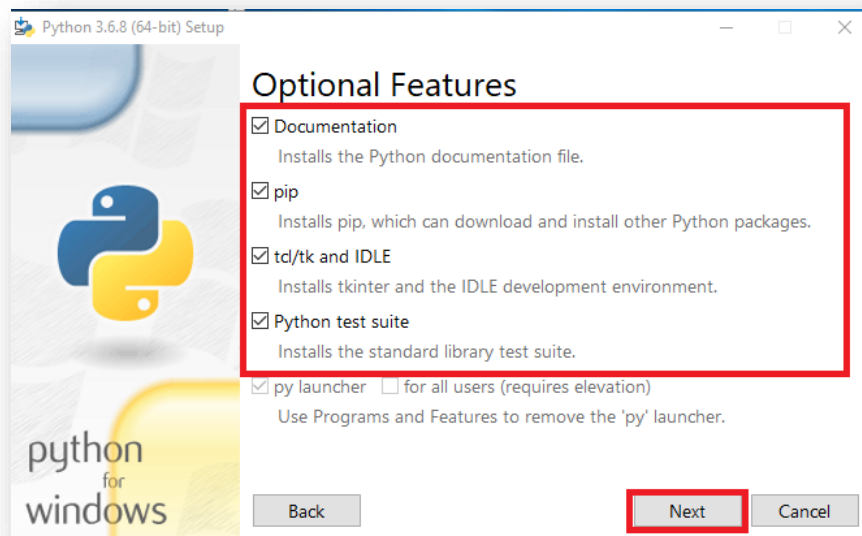 Python 3.6.8 (64-bit) Setup
Optional Features
Documentation
Installs the Python documentation file.
pip
Installs pip, which can download and install other Python packages.
tcl/tk and IDLE
Installs tkinter and the IDLE development environment.
Python test suite
Installs the standard library test suite.
py launcher for all users (requires elevation)
Use Programs and Features to remove the 'py' launcher.
python
for
windows
Back Next Cancel